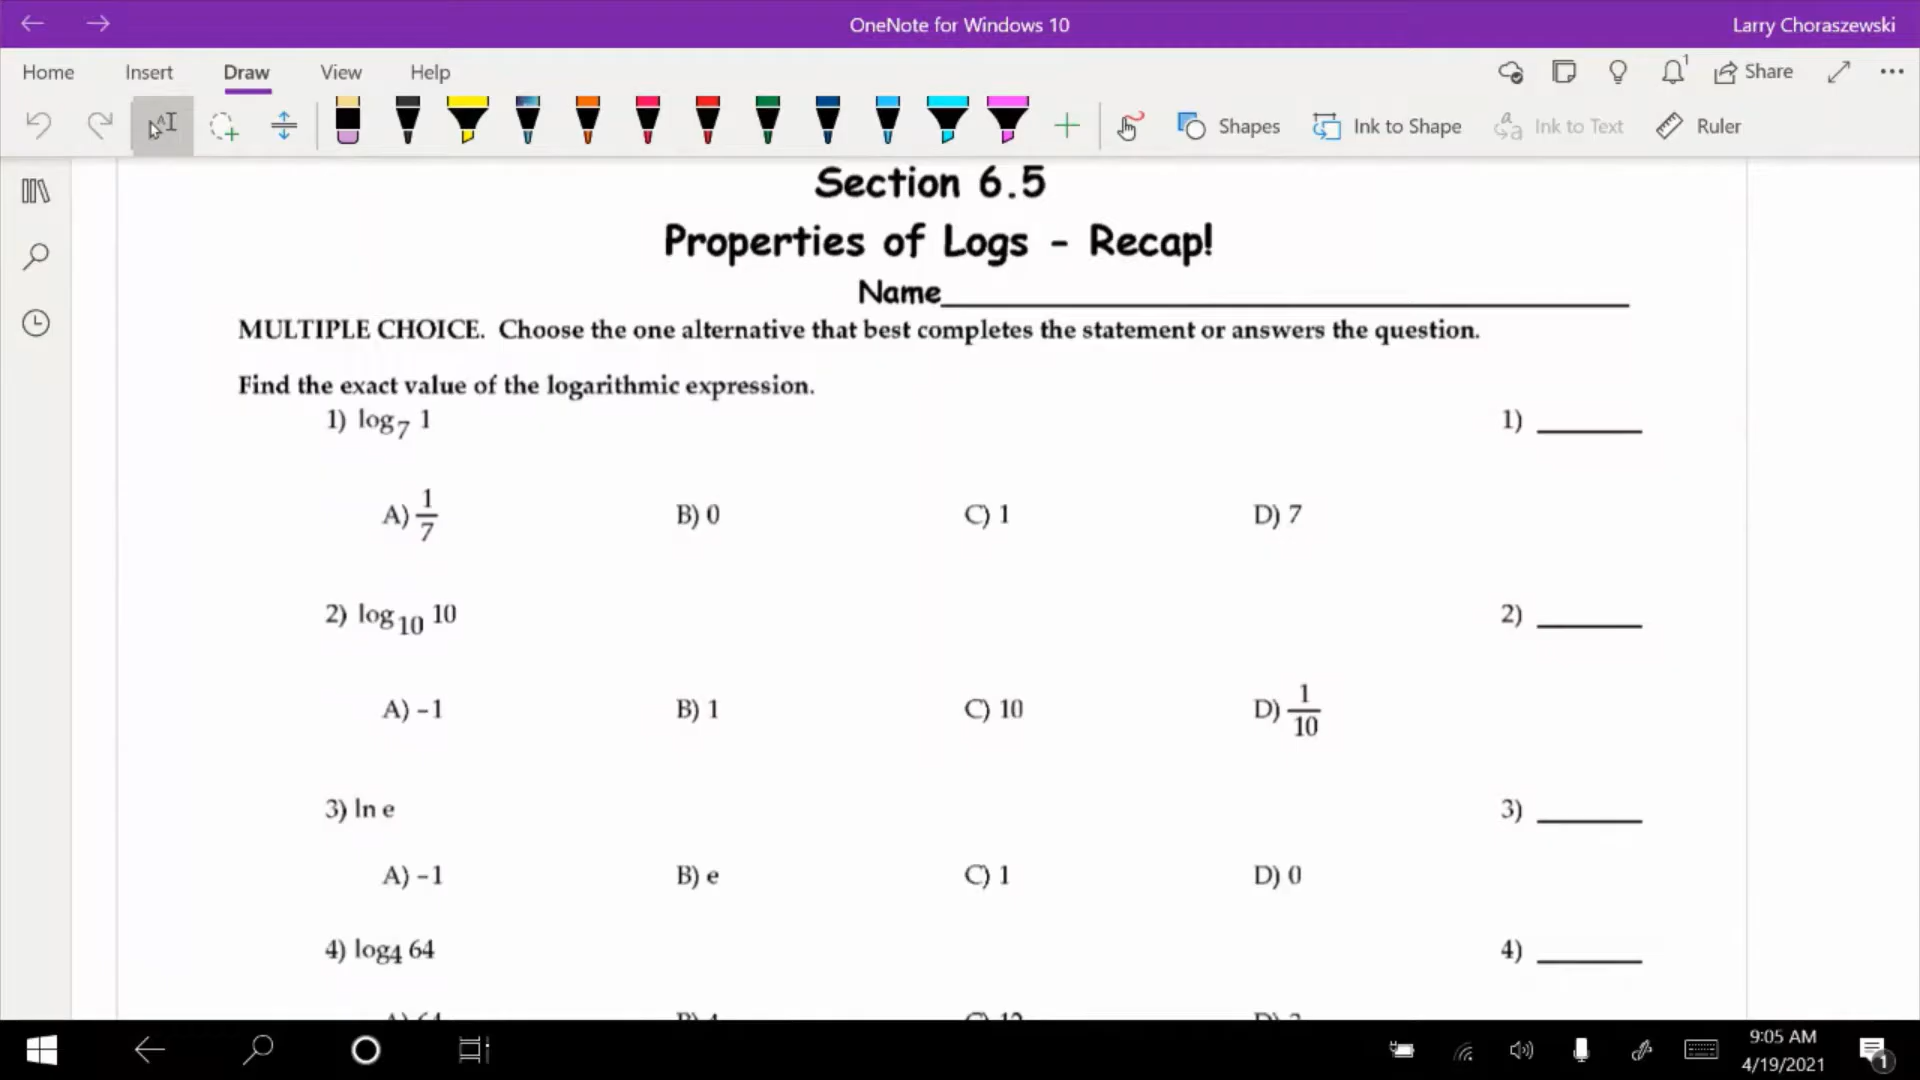 OneNote for Windows 10
Larry Choraszewski
Home Insert Draw View Help
1 Share
Shapes Ink to Shape Ink to Text Ruler
Section 6.5
Properties of Logs - Recap!
Name
MULTIPLE CHOICE. Choose the one alternative that best completes the statement or answers the question.
Find the exact value of the logarithmic expression.
1) log₇ 1 1)
A) 1/7 B) 0 C) 1 D) 7
2) log₁₀ 10 2)
A) -1 B) 1 C) 10 D) 1/10
3) ln e 3)
A) -1 B) e C) 1 D) 0
4) log₄ 64 4)
9:05 AM
4/19/2021
1